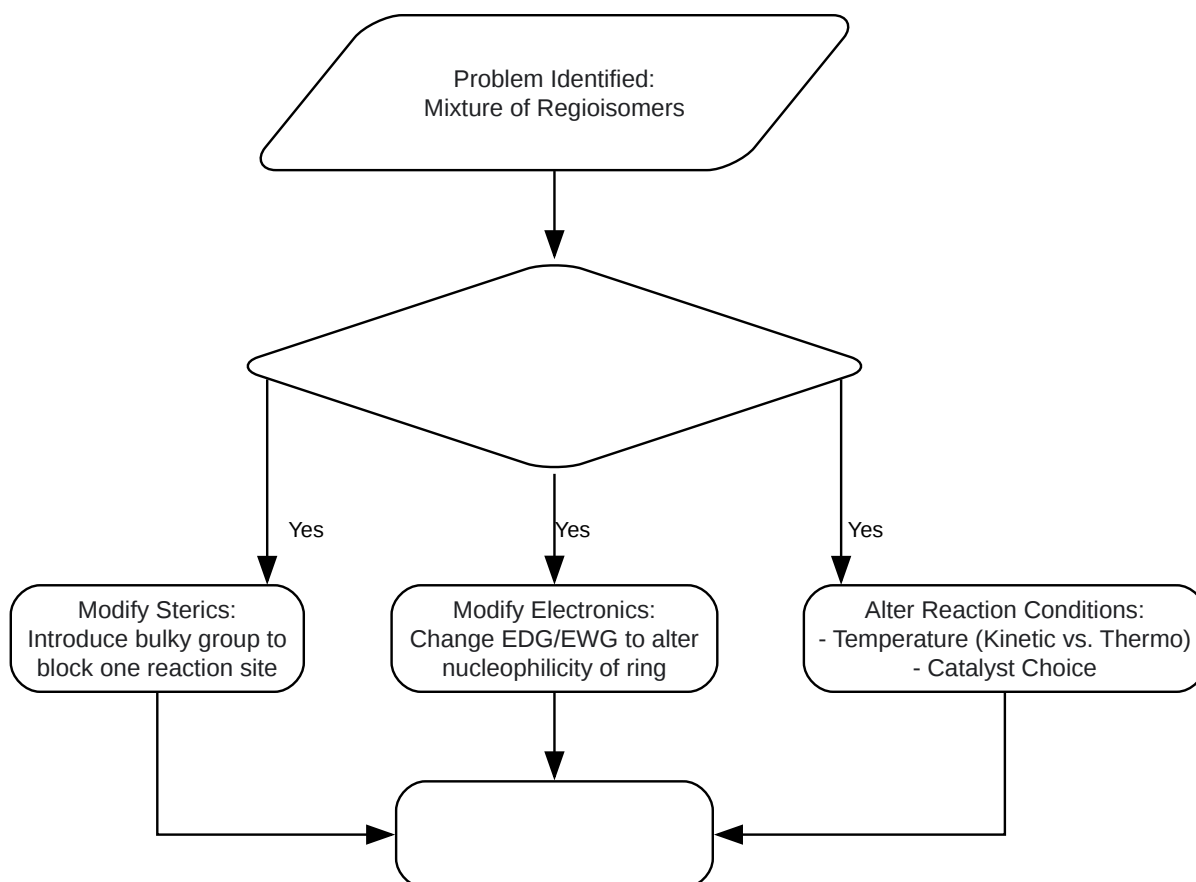 Problem Identified:
Mixture of Regioisomers
Yes
Yes
Yes
Modify Sterics:
Introduce bulky group to
block one reaction site
Modify Electronics:
Change EDG/EWG to alter
nucleophilicity of ring
Alter Reaction Conditions:
- Temperature (Kinetic vs. Thermo)
- Catalyst Choice